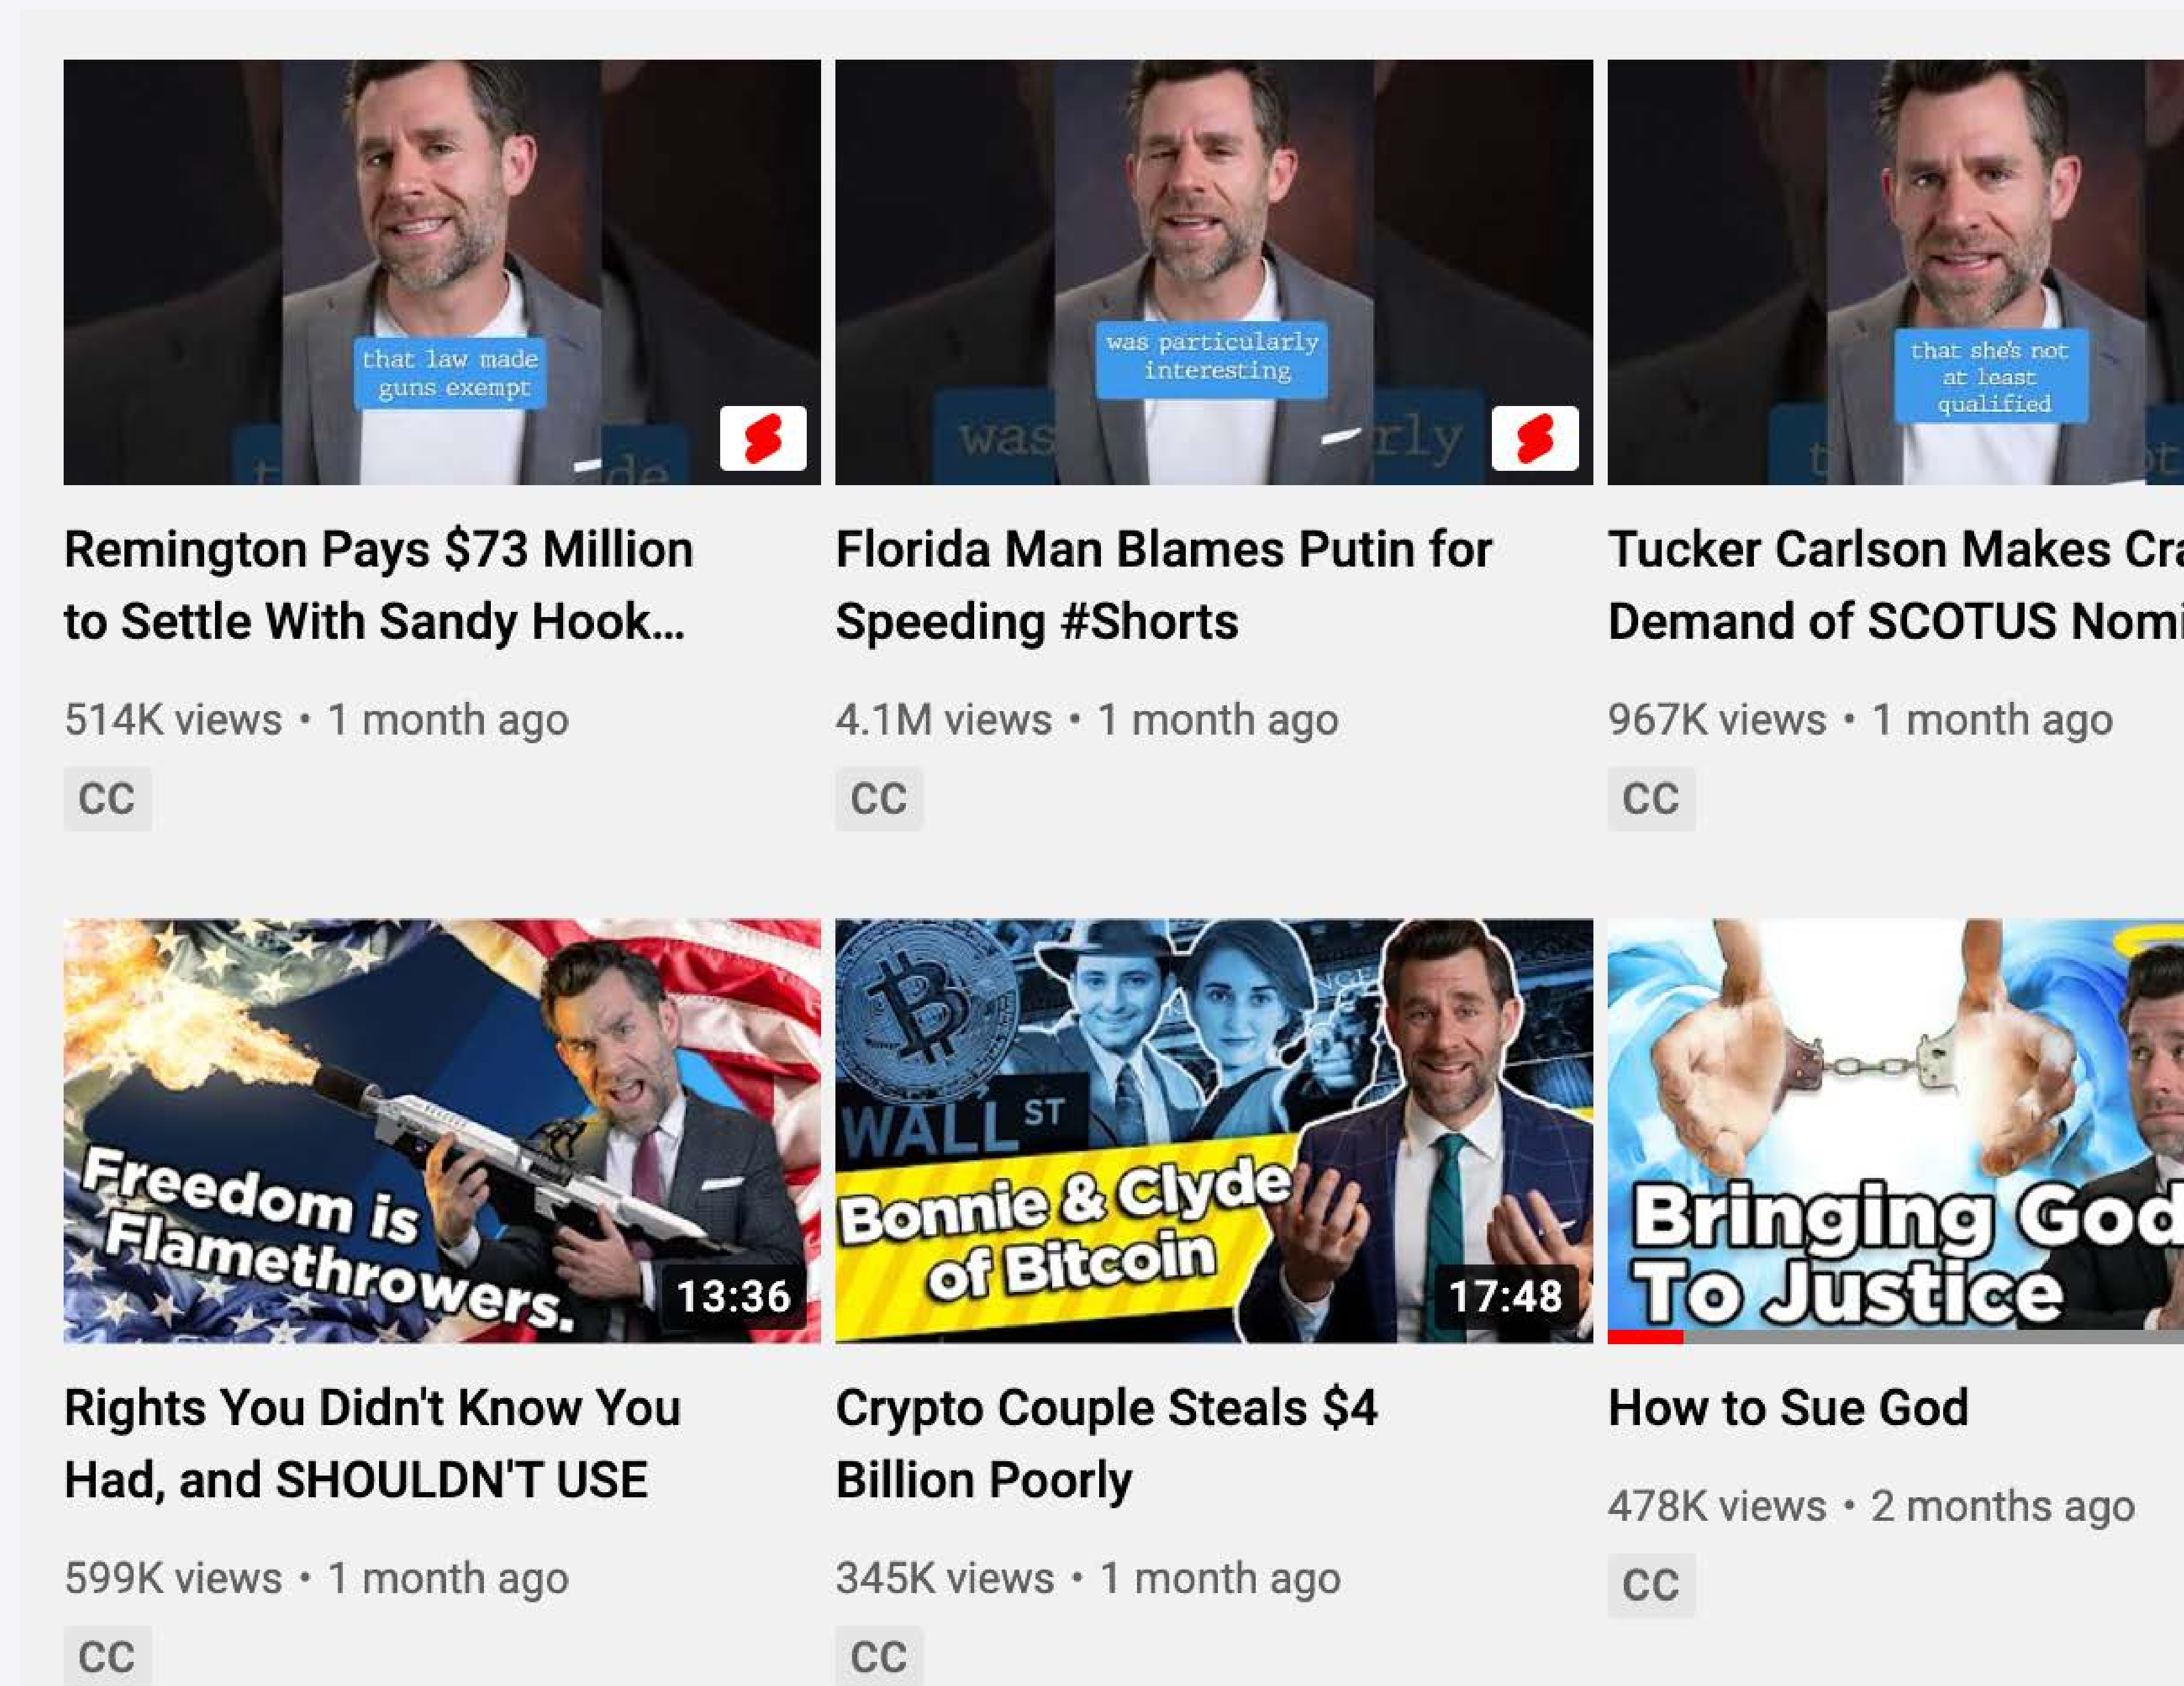 that law made
guns exempt
de
was particularly
interesting
was
rly
that she's not
at least
qualified
Remington Pays $73 Million
to Settle With Sandy Hook...
514K views • 1 month ago
CC
Florida Man Blames Putin for
Speeding #Shorts
4.1M views • 1 month ago
CC
Tucker Carlson Makes Cra
Demand of SCOTUS Nomi
967K views • 1 month ago
CC
Freedom is
Flamethrowers.
13:36
WALL ST
Bonnie & Clyde
of Bitcoin
17:48
Bringing God
To Justice
Rights You Didn't Know You
Had, and SHOULDN'T USE
599K views • 1 month ago
CC
Crypto Couple Steals $4
Billion Poorly
345K views • 1 month ago
CC
How to Sue God
478K views • 2 months ago
CC